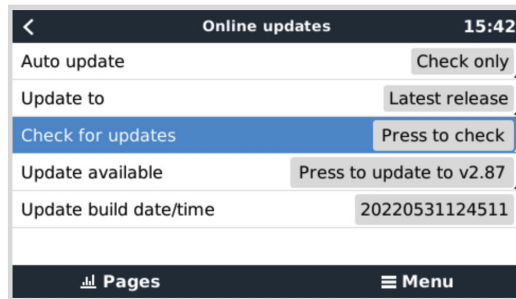 Online updates 15:42
Auto update Check only
Update to Latest release
Check for updates Press to check
Update available Press to update to v2.87
Update build date/time 20220531124511
Pages Menu